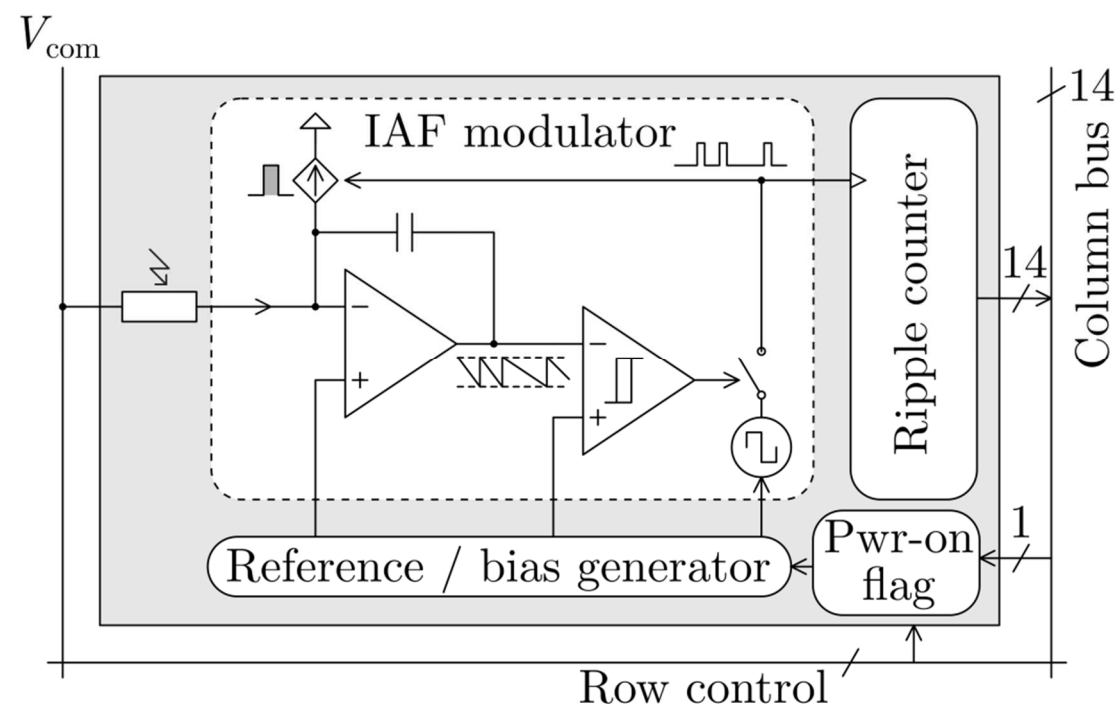 V_com
14
IAF modulator
Column bus
Ripple counter
14
−
+
−
+
1
Reference / bias generator
Pwr-on
flag
Row control